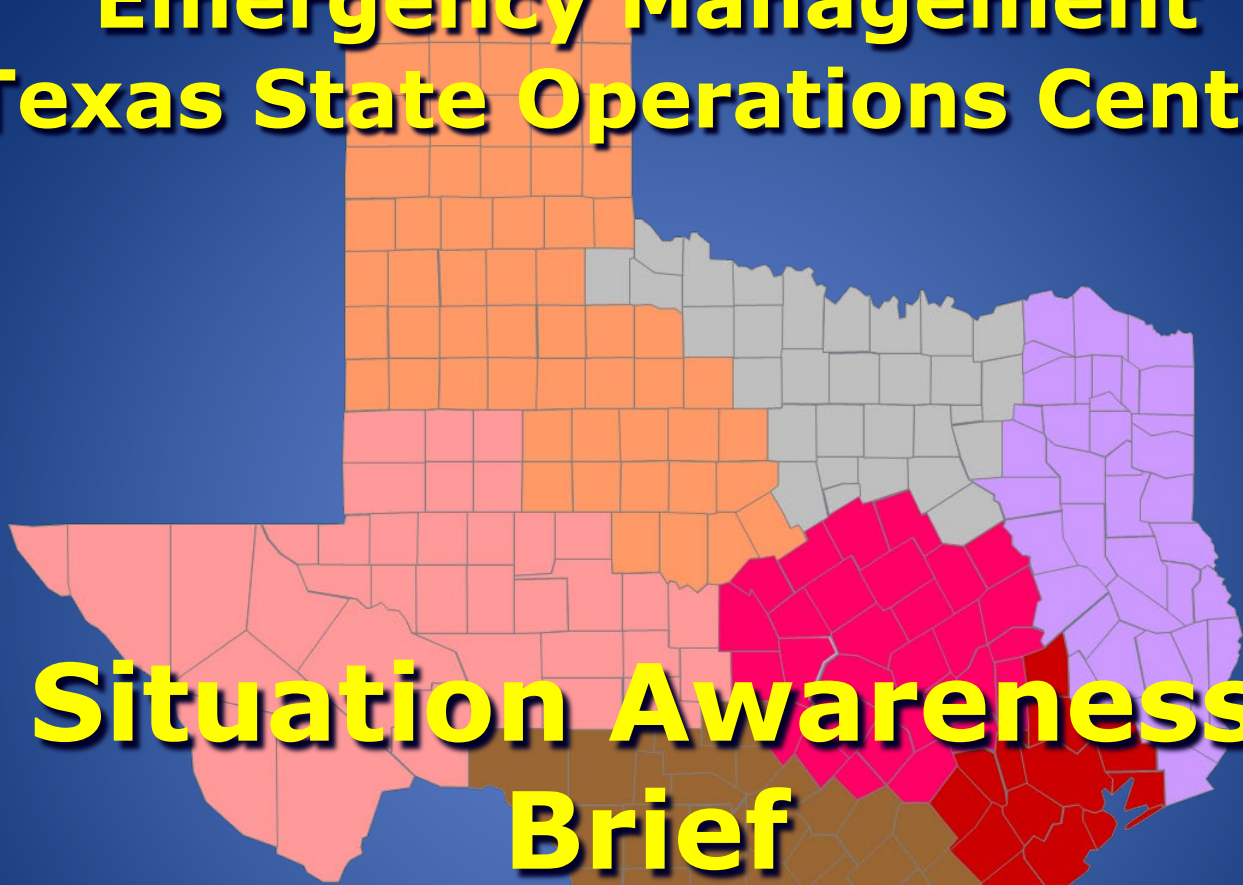 Emergency Management
Texas State Operations Cent
Situation Awareness
Brief